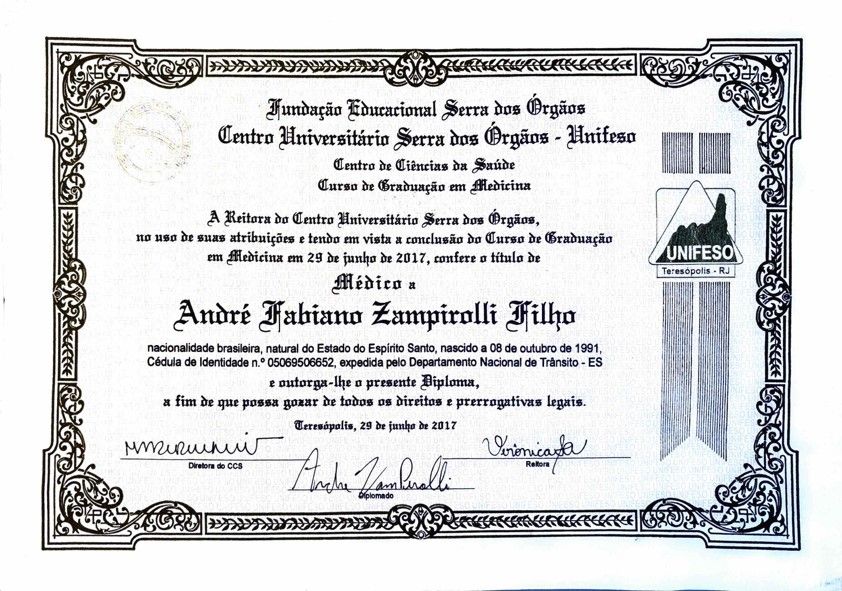 Fundação Educacional Serra dos Órgãos
Centro Universitário Serra dos Órgãos - Unifeso
Centro de Ciências da Saúde
Curso de Graduação em Medicina
A Reitora do Centro Universitário Serra dos Órgãos,
no uso de suas atribuições e tendo em vista a conclusão do Curso de Graduação
em Medicina em 29 de junho de 2017, confere o título de
Médico a
André Fabiano Zampirolli Filho
nacionalidade brasileira, natural do Estado do Espírito Santo, nascido a 08 de outubro de 1991,
Cédula de Identidade n.º 05069506652, expedida pelo Departamento Nacional de Trânsito - ES
e outorga-lhe o presente Diploma,
a fim de que possa gozar de todos os direitos e prerrogativas legais.
Teresópolis, 29 de junho de 2017
Diretora do CCS
Andre Zampirolli
Diplomado
Reitora
UNIFESO
Teresópolis - RJ